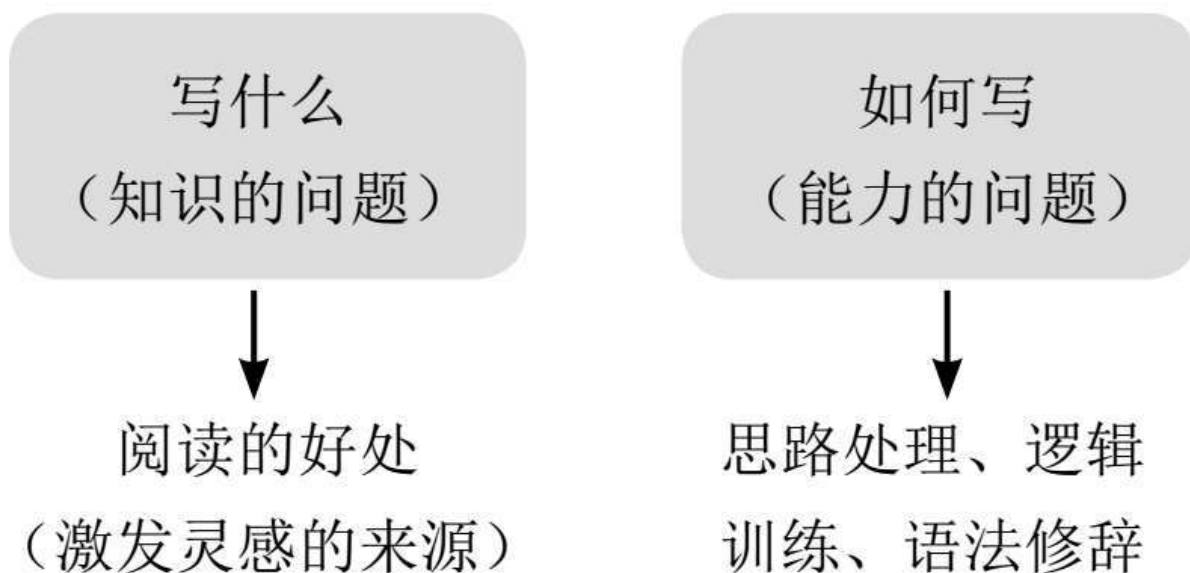 写什么
（知识的问题）
阅读的好处
（激发灵感的来源）
如何写
（能力的问题）
思路处理、逻辑
训练、语法修辞